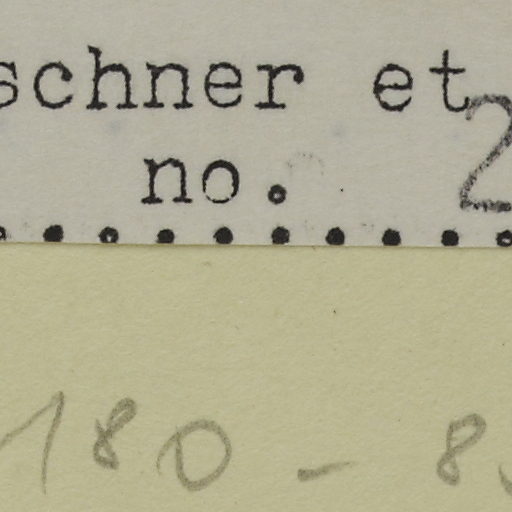 schner et
no. 2
180 - 8